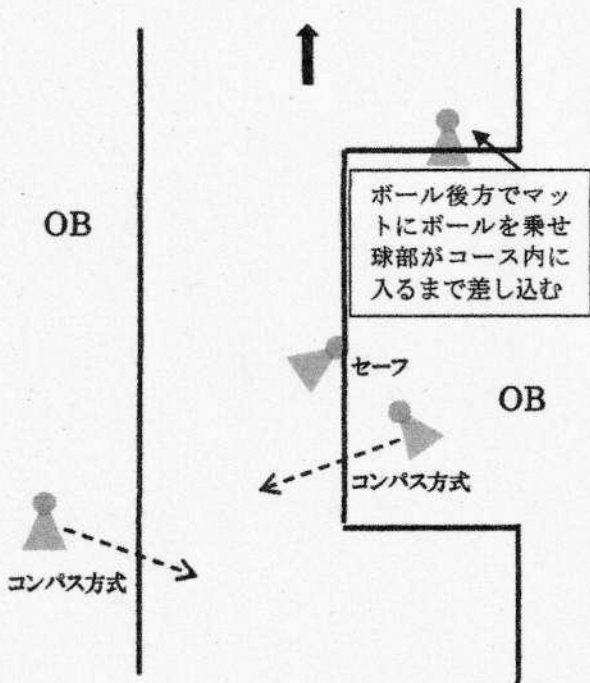 OB
ボール後方でマッ
トにボールを乗せ
球部がコース内に
入るまで差し込む
セーフ
OB
コンパス方式
コンパス方式